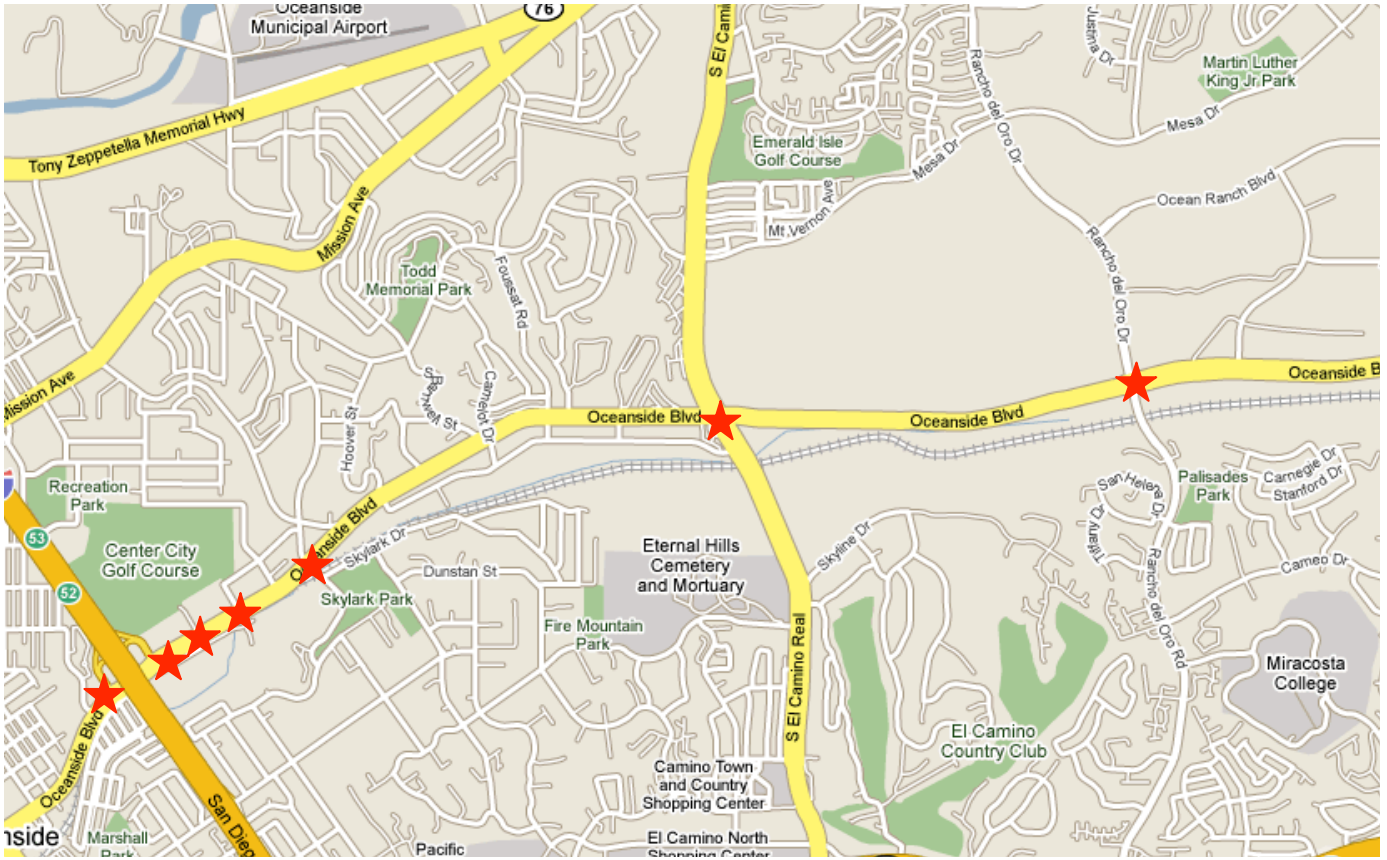 Oceanside
Municipal Airport
76
S El Cami
Justina Dr
Martin Luther
King Jr Park
Rancho del Oro Dr
Mesa Dr
Tony Zeppetella Memorial Hwy
Emerald Isle
Golf Course
Mesa Dr
Mission Ave
Mt Vernon Ave
Ocean Ranch Blvd
Rancho del Oro Dr
Todd
Memorial Park
Foussat Rd
Mission Ave
Barnwell St
Camelot Dr
Hoover St
Oceanside Blvd
Oceanside Blvd
Oceanside B
Recreation
Park
53
Oceanside Blvd
Skylark Dr
San Helena Dr
Tiffany Dr
Palisades
Park
Carnegie Dr
Stanford Dr
Center City
Golf Course
52
Dunstan St
Skylark Park
Eternal Hills
Cemetery
and Mortuary
Skyline Dr
Rancho del Oro Rd
Cameo Dr
Fire Mountain
Park
S El Camino Real
Miracosta
College
El Camino
Country Club
Oceanside Blvd
San Dieg
Camino Town
and Country
Shopping Center
nside
Marshall
Park
Pacific
El Camino North
Shopping Center